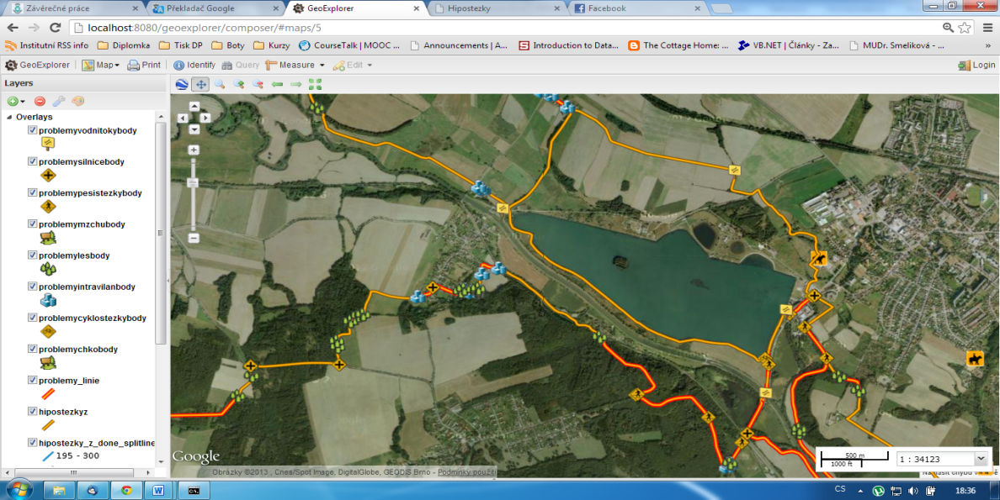 Závěrečné práce
Překladač Google
GeoExplorer
Hipostezky
Facebook
localhost:8080/geoexplorer/composer/#maps/5
Institutní RSS info
Diplomka
Tisk DP
Boty
Kurzy
CourseTalk | MOOC ...
Announcements | A...
Introduction to Data...
The Cottage Home: ...
VB.NET | Články - Za...
MUDr. Smeliková - ...
»
GeoExplorer
Map
Print
Identify
Query
Measure
Edit
Login
Layers
Overlays
problemyvodnitokybody
problemysilnicebody
problemypesistezkybody
problemymzchubody
problemylesbody
problemyintravilanbody
problemycyklostezkybody
problemychkobody
problemy_linie
hipostezkyz
hipostezky_z_done_splitline
195 - 300
Google
Obrázky ©2013 , Cnes/Spot Image, DigitalGlobe, GEODIS Brno - Podmínky použití
500 m
1000 ft
1 : 34123
CS
18:36